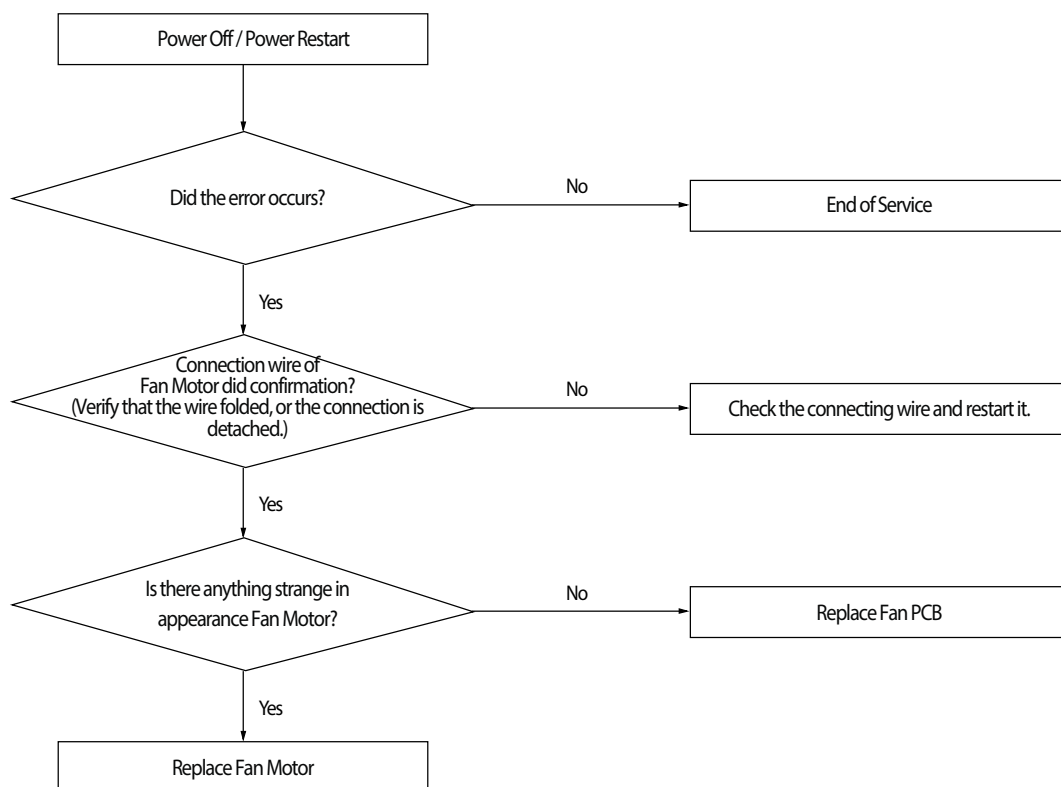 Power Off / Power Restart
Did the error occurs?
No
End of Service
Yes
Connection wire of
Fan Motor did confirmation?
(Verify that the wire folded, or the connection is
detached.)
No
Check the connecting wire and restart it.
Yes
Is there anything strange in
appearance Fan Motor?
No
Replace Fan PCB
Yes
Replace Fan Motor